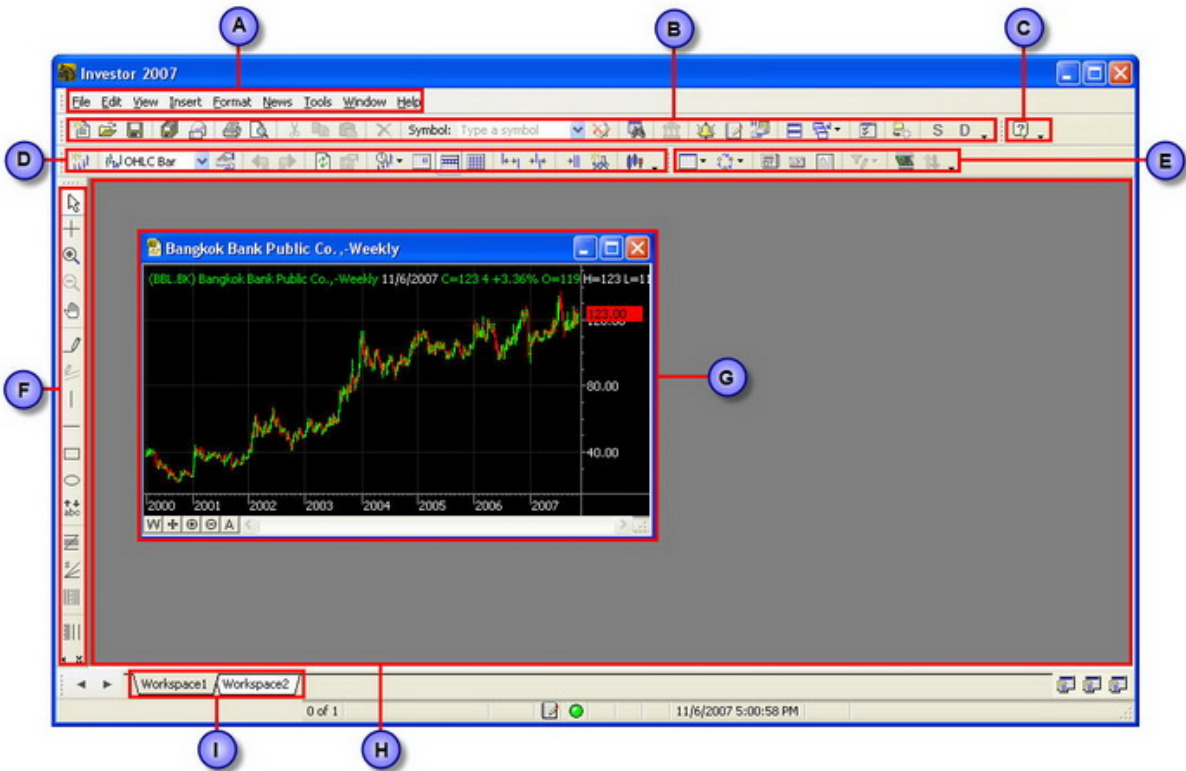 A
B
C
Investor 2007
File Edit View Insert Format News Tools Window Help
Symbol: Type a symbol
S D
D
OHLC Bar
E
Bangkok Bank Public Co.,-Weekly
(BBL.BK) Bangkok Bank Public Co.,-Weekly 11/6/2007 C=123 4 +3.36% O=119 H=123 L=11
123.00
120.00
F
G
80.00
40.00
2000 2001 2002 2003 2004 2005 2006 2007
W A
abc
Workspace1 Workspace2
0 of 1 11/6/2007 5:00:58 PM
I
H